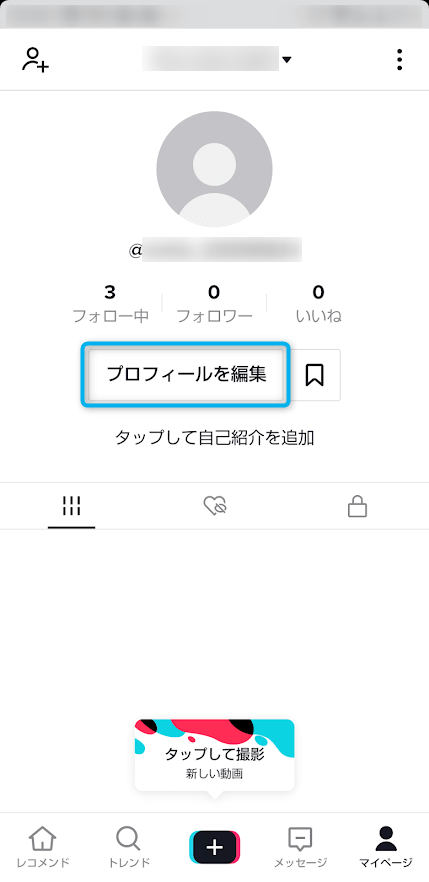 @
3 0 0
フォロー中 フォロワー いいね
プロフィールを編集
タップして自己紹介を追加
タップして撮影
新しい動画
レコメンド トレンド メッセージ マイページ